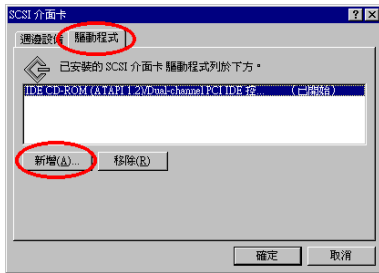 SCSI 介面卡
週邊設備
驅動程式
已安裝的 SCSI 介面卡 驅動程式列於下方。
IDE CD-ROM (ATAPI 1.2)/Dual-channel PCI IDE 控... (已開始)
新增(A)...
移除(R)
確定
取消